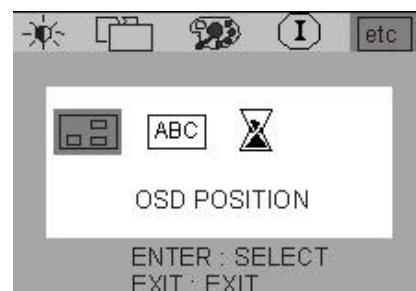 I etc
ABC
OSD POSITION
ENTER : SELECT
EXIT : EXIT